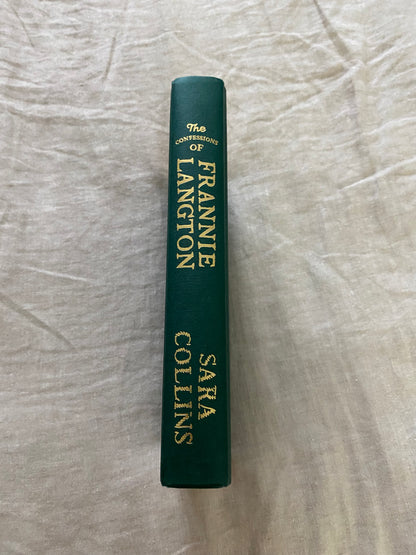 The
CONFESSIONS
OF
FRANNIE
LANGTON
SARA
COLLINS